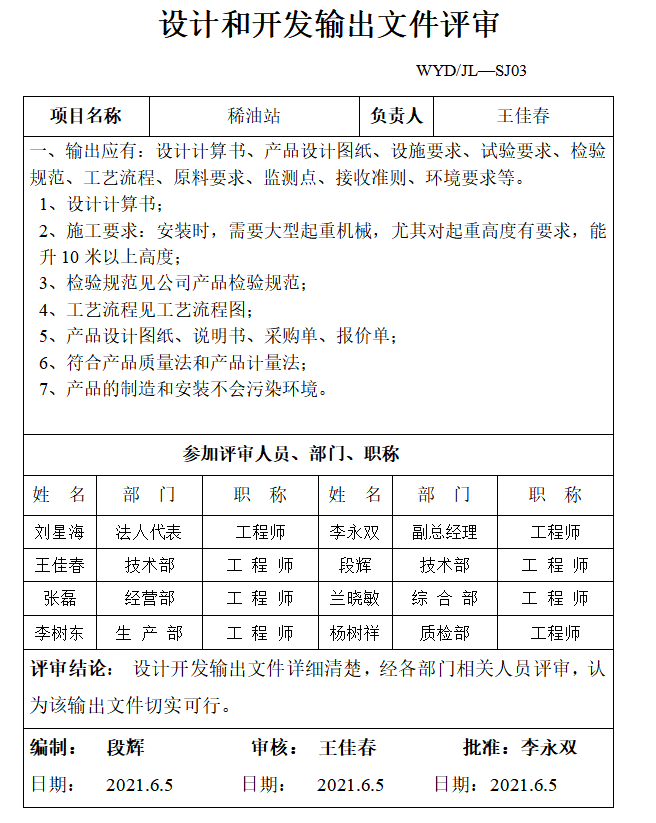 设计和开发输出文件评审
WYD/JL—SJ03
项目名称 稀油站 负责人 王佳春
一、输出应有：设计计算书、产品设计图纸、设施要求、试验要求、检验
规范、工艺流程、原料要求、监测点、接收准则、环境要求等。
1、设计计算书；
2、施工要求：安装时，需要大型起重机械，尤其对起重高度有要求，能
升 10 米以上高度；
3、检验规范见公司产品检验规范；
4、工艺流程见工艺流程图；
5、产品设计图纸、说明书、采购单、报价单；
6、符合产品质量法和产品计量法；
7、产品的制造和安装不会污染环境。
参加评审人员、部门、职称
姓 名 部 门 职 称 姓 名 部 门 职 称
刘星海 法人代表 工程师 李永双 副总经理 工程师
王佳春 技术部 工 程 师 段辉 技术部 工 程 师
张磊 经营部 工 程 师 兰晓敏 综 合 部 工 程 师
李树东 生 产 部 工 程 师 杨树祥 质检部 工程师
评审结论： 设计开发输出文件详细清楚，经各部门相关人员评审，认
为该输出文件切实可行。
编制： 段辉 审核： 王佳春 批准：李永双
日期： 2021.6.5 日期： 2021.6.5 日期：2021.6.5